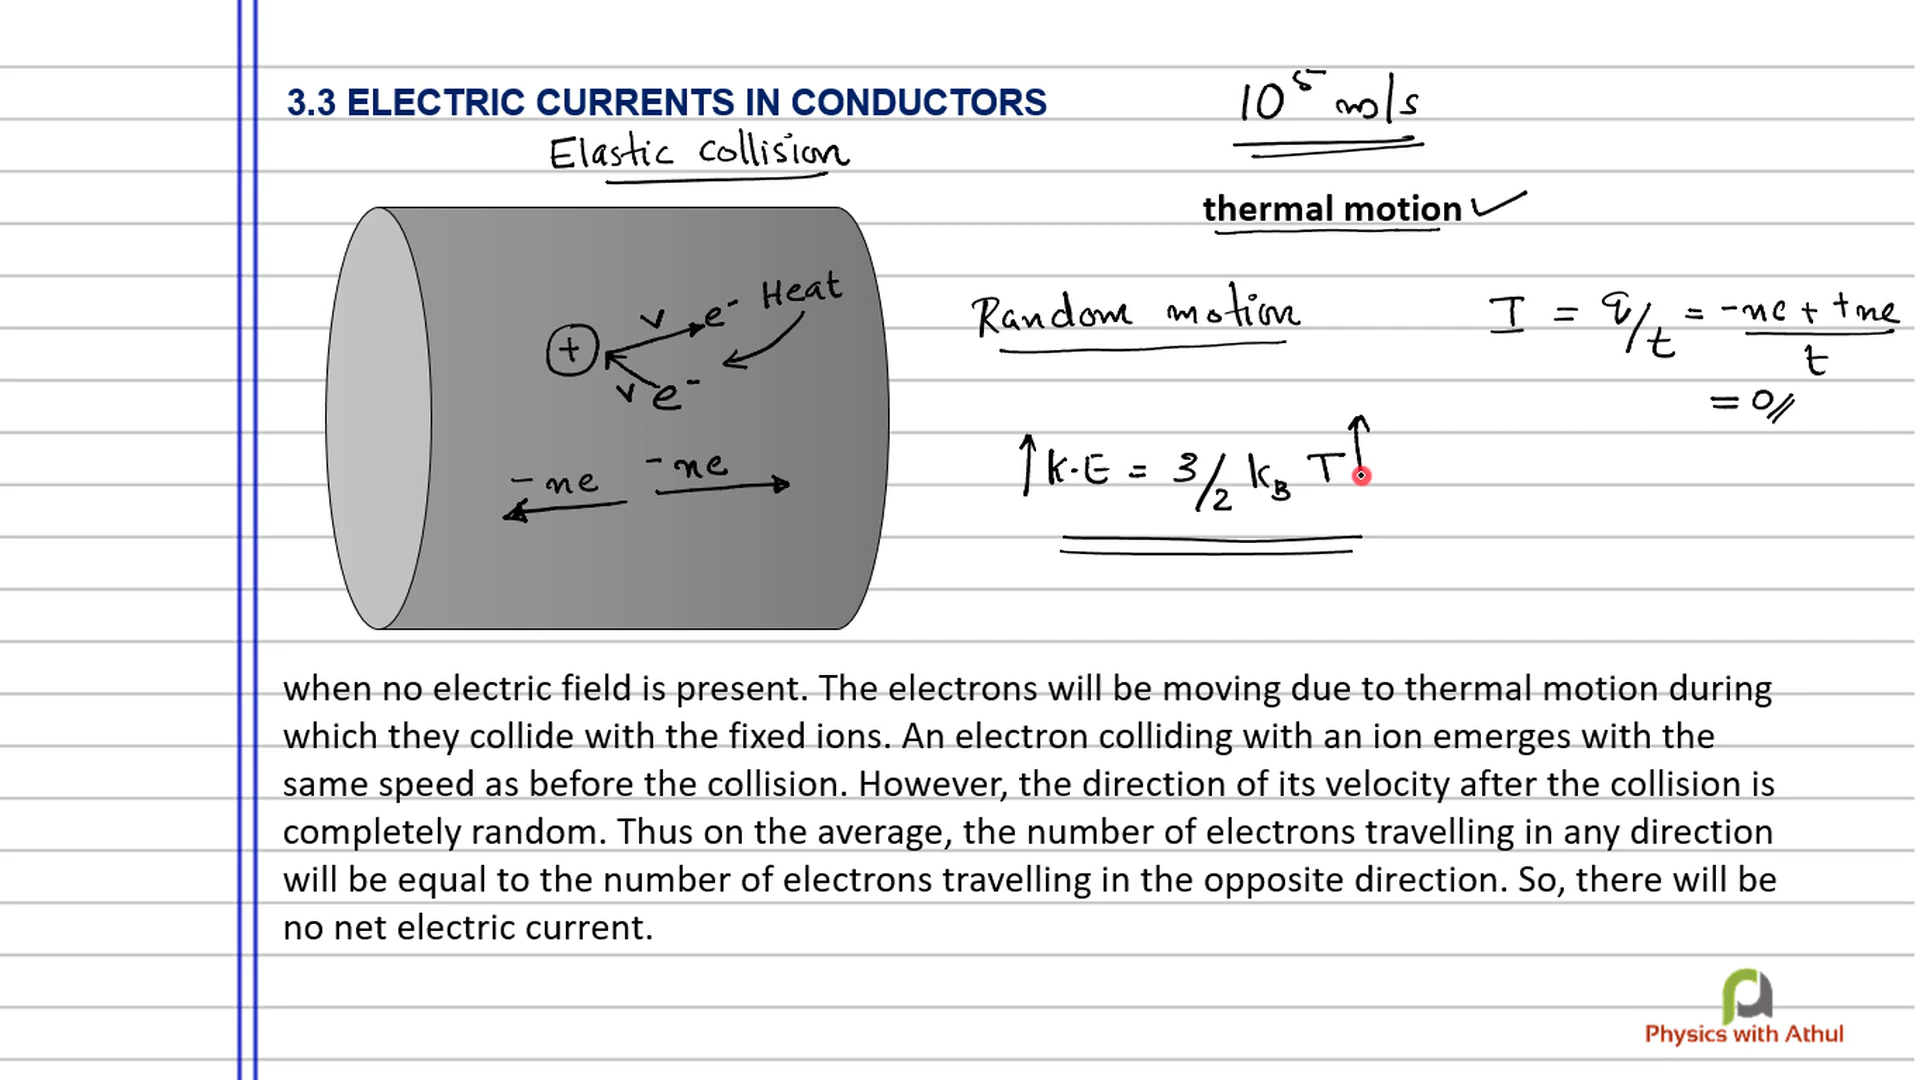 3.3 ELECTRIC CURRENTS IN CONDUCTORS
10⁵ m/s
Elastic collision
thermal motion ✓
Heat
v e⁻
+
v e⁻
Random motion
I = q/t = -ne + +ne / t
= 0//
-ne -ne
↑ K.E = 3/2 k_B T ↑
when no electric field is present. The electrons will be moving due to thermal motion during
which they collide with the fixed ions. An electron colliding with an ion emerges with the
same speed as before the collision. However, the direction of its velocity after the collision is
completely random. Thus on the average, the number of electrons travelling in any direction
will be equal to the number of electrons travelling in the opposite direction. So, there will be
no net electric current.
Physics with Athul